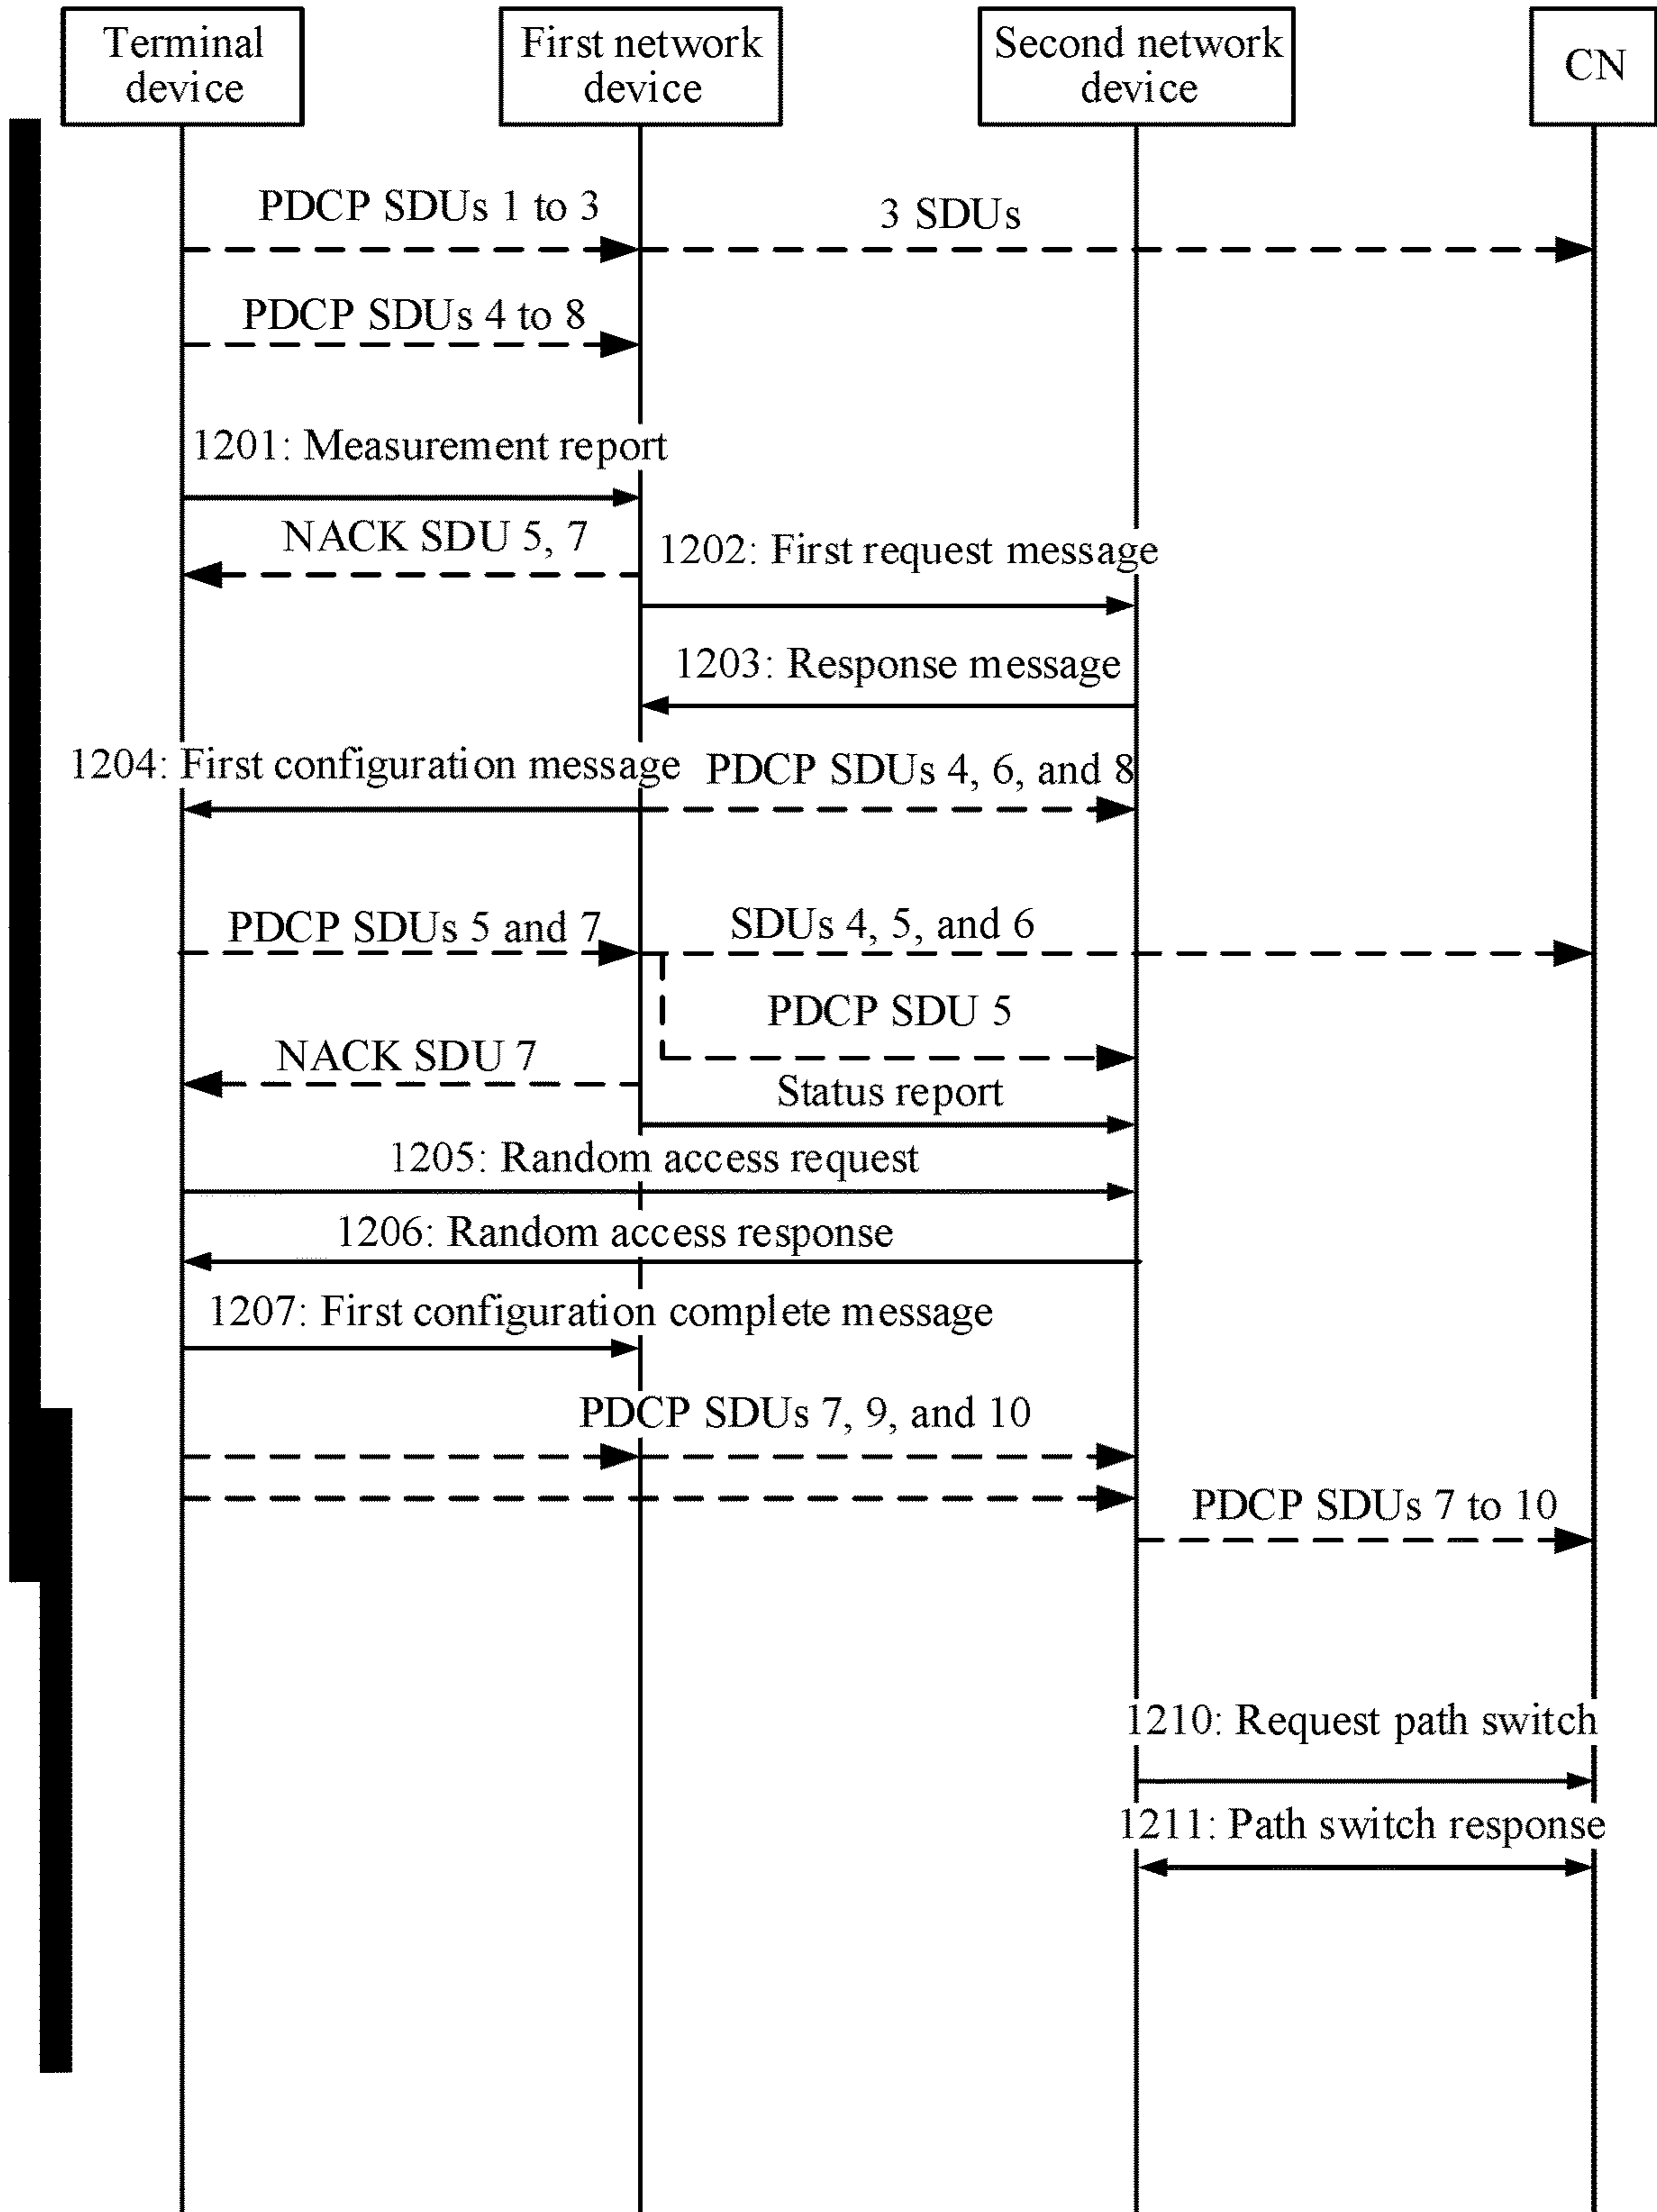 Terminal
device
First network
device
Second network
device
CN
PDCP SDUs 1 to 3
3 SDUs
PDCP SDUs 4 to 8
1201: Measurement report
NACK SDU 5, 7
1202: First request message
1203: Response message
1204: First configuration message
PDCP SDUs 4, 6, and 8
PDCP SDUs 5 and 7
SDUs 4, 5, and 6
PDCP SDU 5
NACK SDU 7
Status report
1205: Random access request
1206: Random access response
1207: First configuration complete message
PDCP SDUs 7, 9, and 10
PDCP SDUs 7 to 10
1210: Request path switch
1211: Path switch response